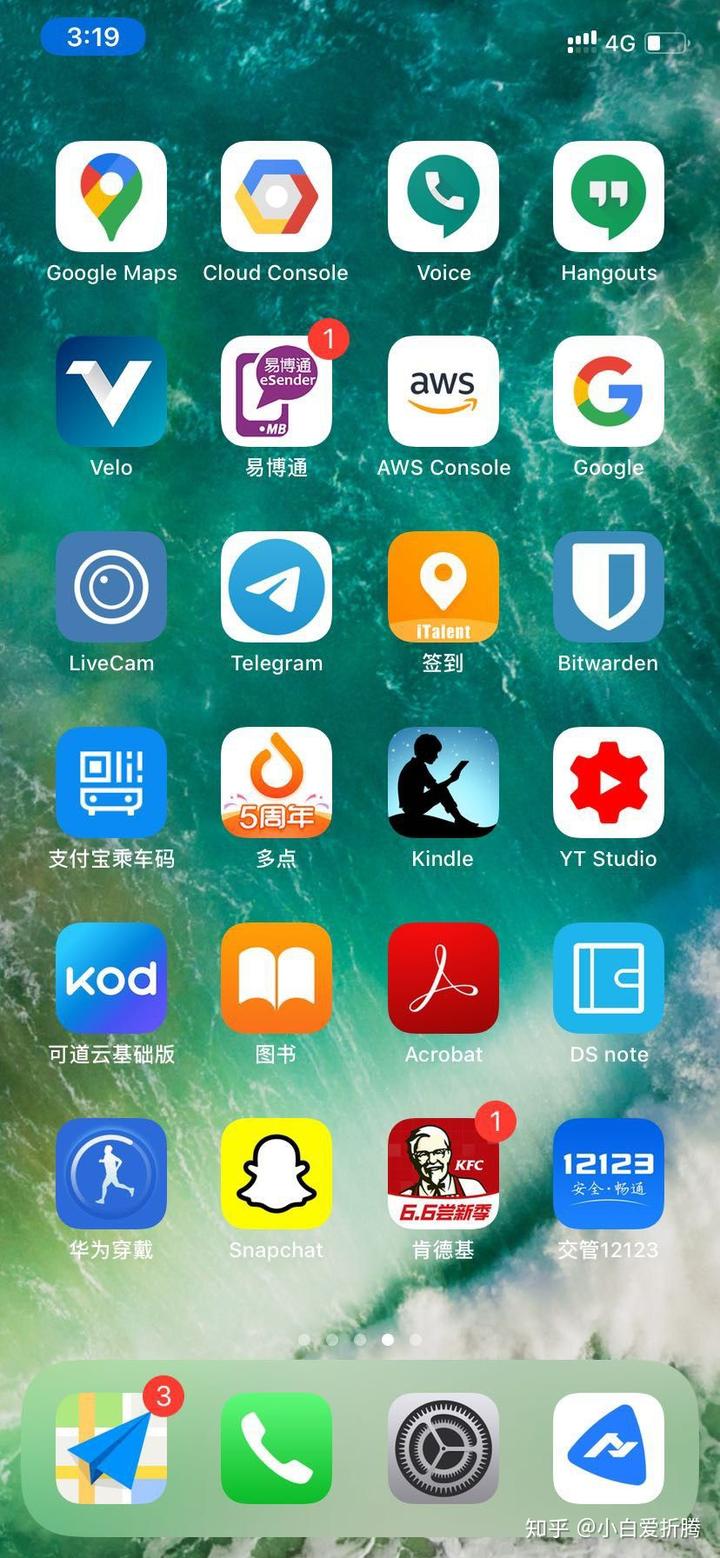 3:19
4G
Google Maps
Cloud Console
Voice
Hangouts
1
易博通
eSender
•MB
aws
Velo
易博通
AWS Console
Google
iTalent
LiveCam
Telegram
签到
Bitwarden
5周年
支付宝乘车码
多点
Kindle
YT Studio
kod
可道云基础版
图书
Acrobat
DS note
1
KFC
6.6尝新季
12123
安全·畅通
华为穿戴
Snapchat
肯德基
交管12123
3
知乎 @小白爱折腾